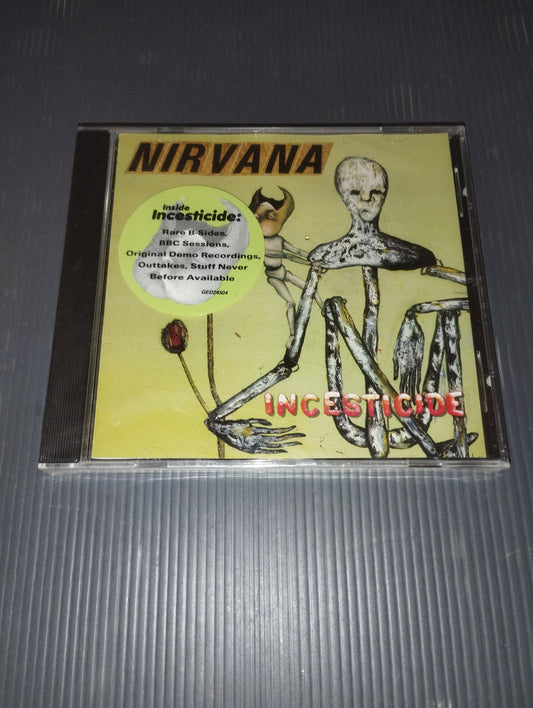 NIRVANA
Inside
Incesticide:
Rare B-Sides,
BBC Sessions,
Original Demo Recordings,
Outtakes, Stuff Never
Before Available
GED24504
INCESTICIDE